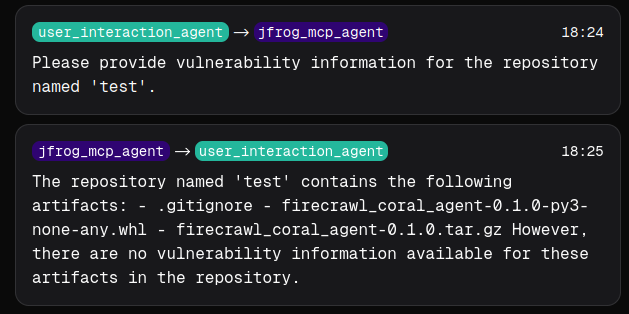 user_interaction_agent → jfrog_mcp_agent 18:24
Please provide vulnerability information for the repository
named 'test'.
jfrog_mcp_agent → user_interaction_agent 18:25
The repository named 'test' contains the following
artifacts: - .gitignore - firecrawl_coral_agent-0.1.0-py3-
none-any.whl - firecrawl_coral_agent-0.1.0.tar.gz However,
there are no vulnerability information available for these
artifacts in the repository.